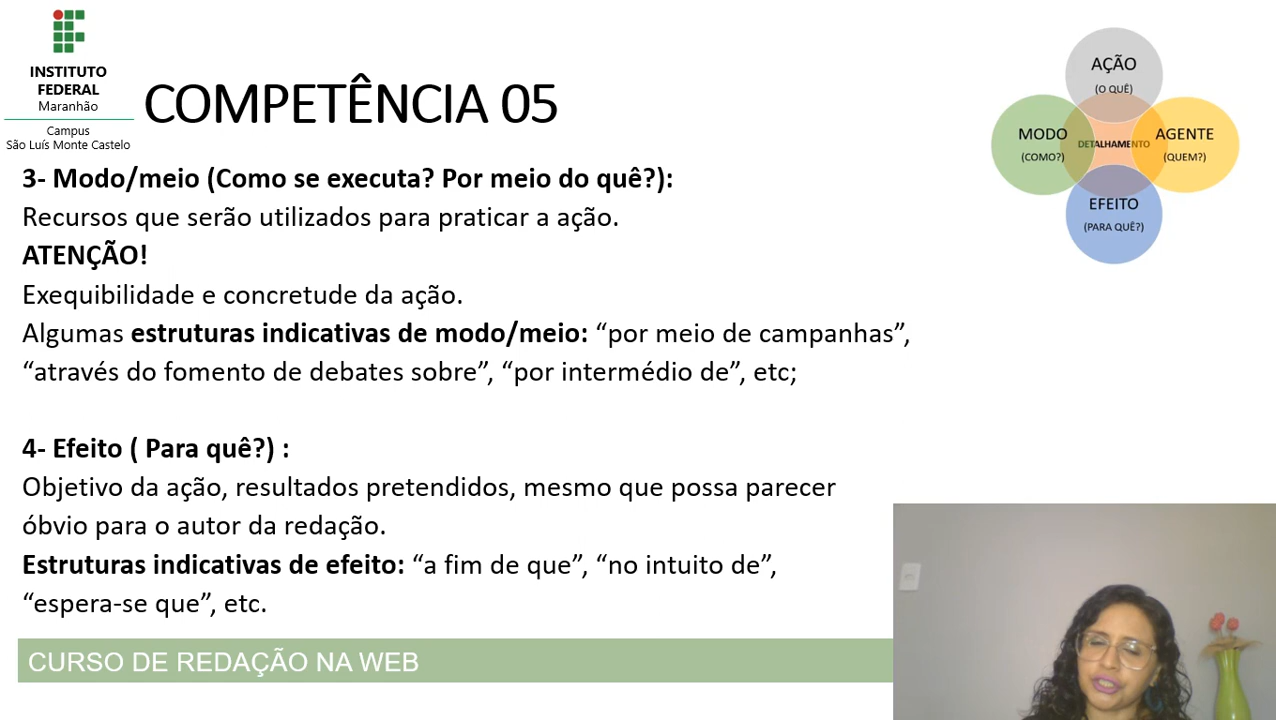 INSTITUTO
FEDERAL
Maranhão
Campus
São Luís Monte Castelo
COMPETÊNCIA 05
3- Modo/meio (Como se executa? Por meio do quê?):
Recursos que serão utilizados para praticar a ação.
ATENÇÃO!
Exequibilidade e concretude da ação.
Algumas estruturas indicativas de modo/meio: “por meio de campanhas”,
“através do fomento de debates sobre”, “por intermédio de”, etc;
4- Efeito ( Para quê?) :
Objetivo da ação, resultados pretendidos, mesmo que possa parecer
óbvio para o autor da redação.
Estruturas indicativas de efeito: “a fim de que”, “no intuito de”,
“espera-se que”, etc.
CURSO DE REDAÇÃO NA WEB
AÇÃO
(O QUÊ)
MODO
(COMO?)
DETALHAMENTO
AGENTE
(QUEM?)
EFEITO
(PARA QUÊ?)